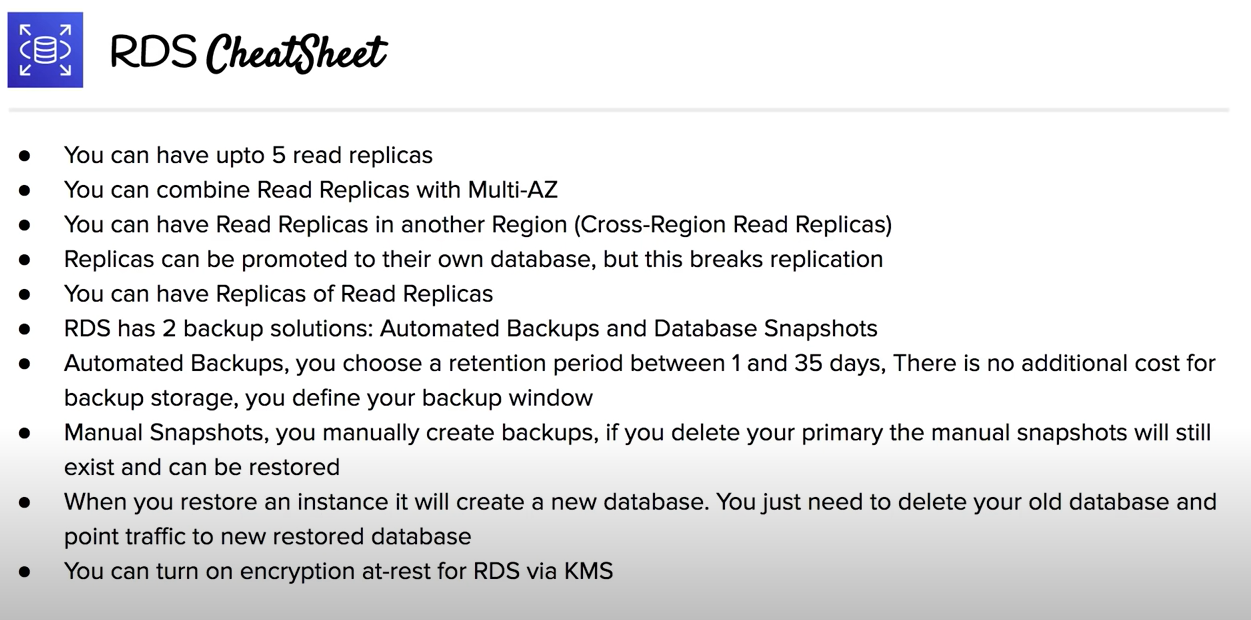 RDS CheatSheet
● You can have upto 5 read replicas
● You can combine Read Replicas with Multi-AZ
● You can have Read Replicas in another Region (Cross-Region Read Replicas)
● Replicas can be promoted to their own database, but this breaks replication
● You can have Replicas of Read Replicas
● RDS has 2 backup solutions: Automated Backups and Database Snapshots
● Automated Backups, you choose a retention period between 1 and 35 days, There is no additional cost for
backup storage, you define your backup window
● Manual Snapshots, you manually create backups, if you delete your primary the manual snapshots will still
exist and can be restored
● When you restore an instance it will create a new database. You just need to delete your old database and
point traffic to new restored database
● You can turn on encryption at-rest for RDS via KMS